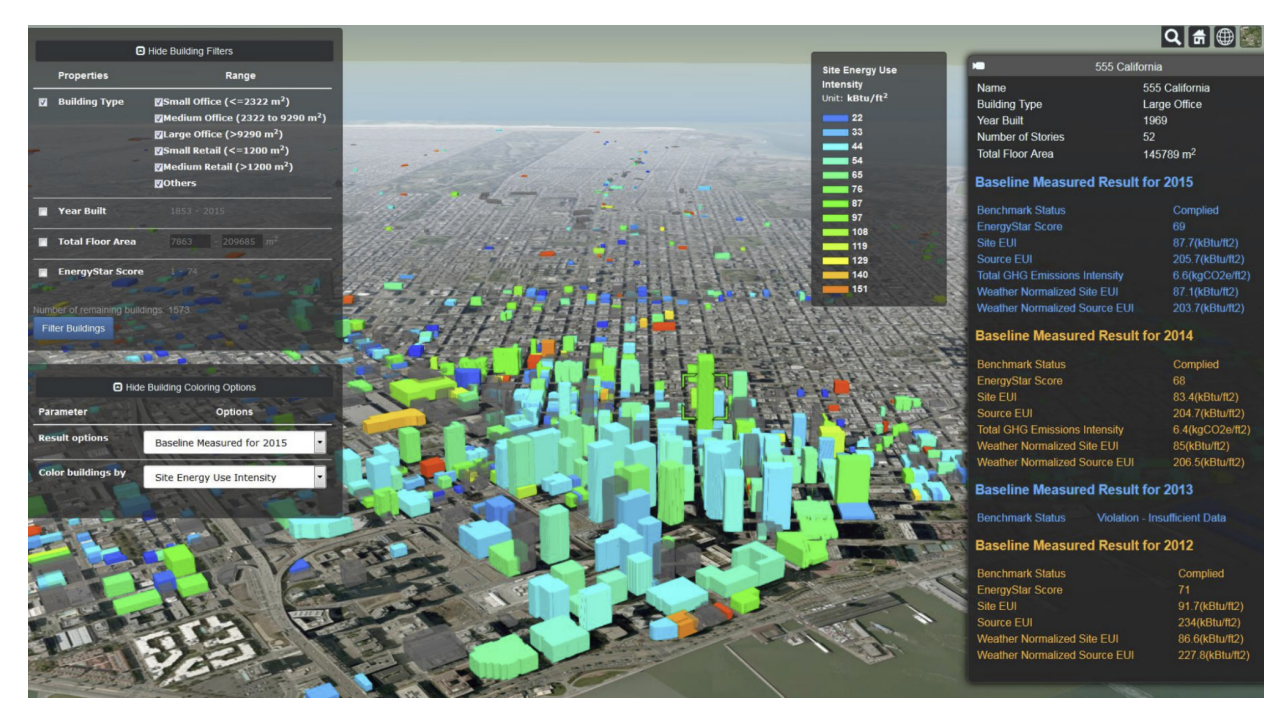 Hide Building Filters
Properties Range
Building Type Small Office (<=2322 m²)
Medium Office (2322 to 9290 m²)
Large Office (>9290 m²)
Small Retail (<=1200 m²)
Medium Retail (>1200 m²)
Others
Year Built 1853 - 2015
Total Floor Area 7863 - 209685 m²
EnergyStar Score 1 - 74
Number of remaining buildings: 1573
Filter Buildings
Hide Building Coloring Options
Parameter Options
Result options Baseline Measured for 2015
Color buildings by Site Energy Use Intensity
Site Energy Use
Intensity
Unit: kBtu/ft²
22
33
44
54
65
76
87
97
108
119
129
140
151
555 California
Name 555 California
Building Type Large Office
Year Built 1969
Number of Stories 52
Total Floor Area 145789 m²
Baseline Measured Result for 2015
Benchmark Status Complied
EnergyStar Score 69
Site EUI 87.7(kBtu/ft2)
Source EUI 205.7(kBtu/ft2)
Total GHG Emissions Intensity 6.6(kgCO2e/ft2)
Weather Normalized Site EUI 87.1(kBtu/ft2)
Weather Normalized Source EUI 203.7(kBtu/ft2)
Baseline Measured Result for 2014
Benchmark Status Complied
EnergyStar Score 68
Site EUI 83.4(kBtu/ft2)
Source EUI 204.7(kBtu/ft2)
Total GHG Emissions Intensity 6.4(kgCO2e/ft2)
Weather Normalized Site EUI 85(kBtu/ft2)
Weather Normalized Source EUI 206.5(kBtu/ft2)
Baseline Measured Result for 2013
Benchmark Status Violation - Insufficient Data
Baseline Measured Result for 2012
Benchmark Status Complied
EnergyStar Score 71
Site EUI 91.7(kBtu/ft2)
Source EUI 234(kBtu/ft2)
Weather Normalized Site EUI 86.6(kBtu/ft2)
Weather Normalized Source EUI 227.8(kBtu/ft2)